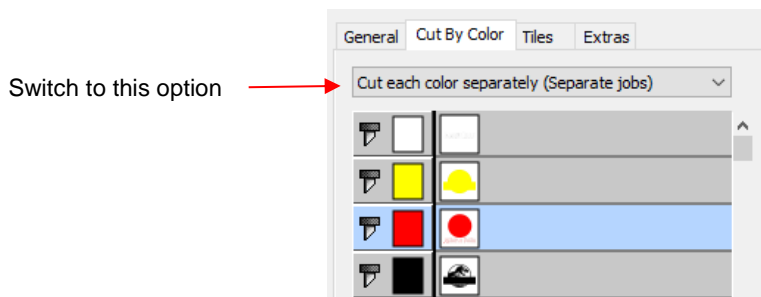 General Cut By Color Tiles Extras
Switch to this option
Cut each color separately (Separate jobs)